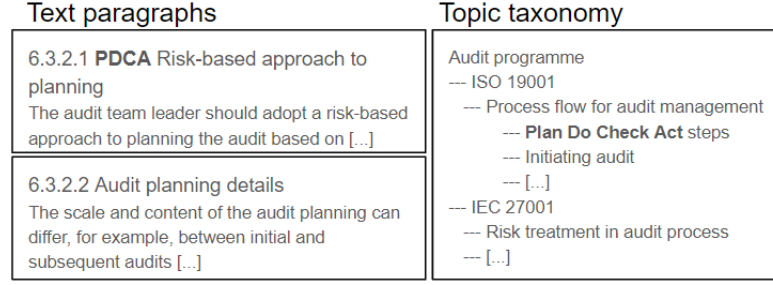 Text paragraphs
6.3.2.1 PDCA Risk-based approach to
planning
The audit team leader should adopt a risk-based
approach to planning the audit based on [...]
6.3.2.2 Audit planning details
The scale and content of the audit planning can
differ, for example, between initial and
subsequent audits [...]
Topic taxonomy
Audit programme
--- ISO 19001
--- Process flow for audit management
--- Plan Do Check Act steps
--- Initiating audit
--- [...]
--- IEC 27001
--- Risk treatment in audit process
--- [...]